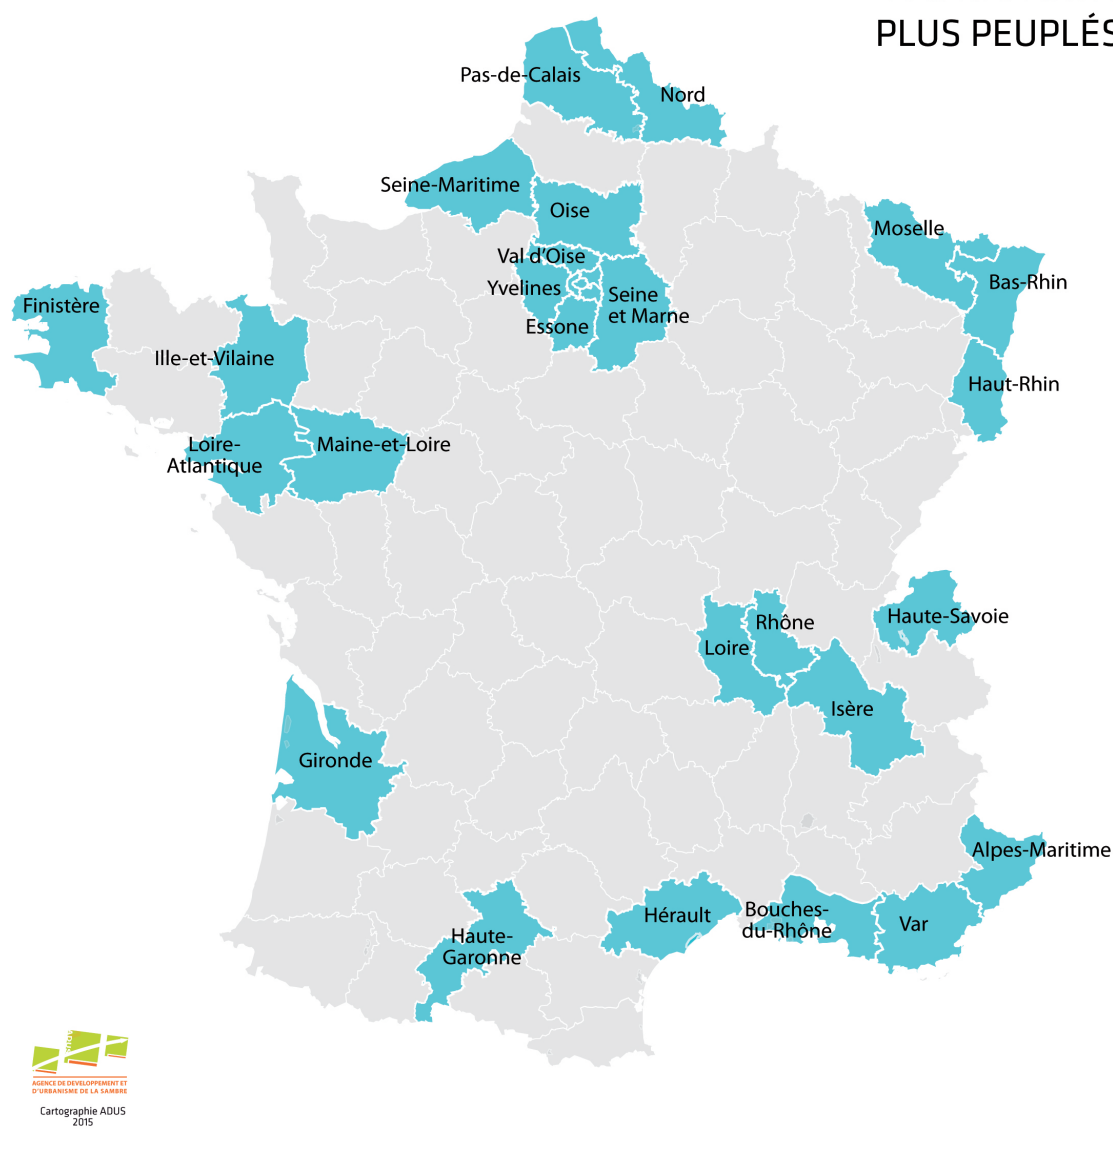 PLUS PEUPLÉS
Pas-de-Calais
Nord
Seine-Maritime
Oise
Moselle
Val d'Oise
Bas-Rhin
Yvelines
Seine
et Marne
Finistère
Essone
Ille-et-Vilaine
Haut-Rhin
Loire-
Atlantique
Maine-et-Loire
Haute-Savoie
Rhône
Loire
Isère
Gironde
Alpes-Maritime
Hérault
Bouches-
du-Rhône
Var
Haute-
Garonne
AGENCE DE DEVELOPPEMENT ET
D'URBANISME DE LA SAMBRE
Cartographie ADUS
2015